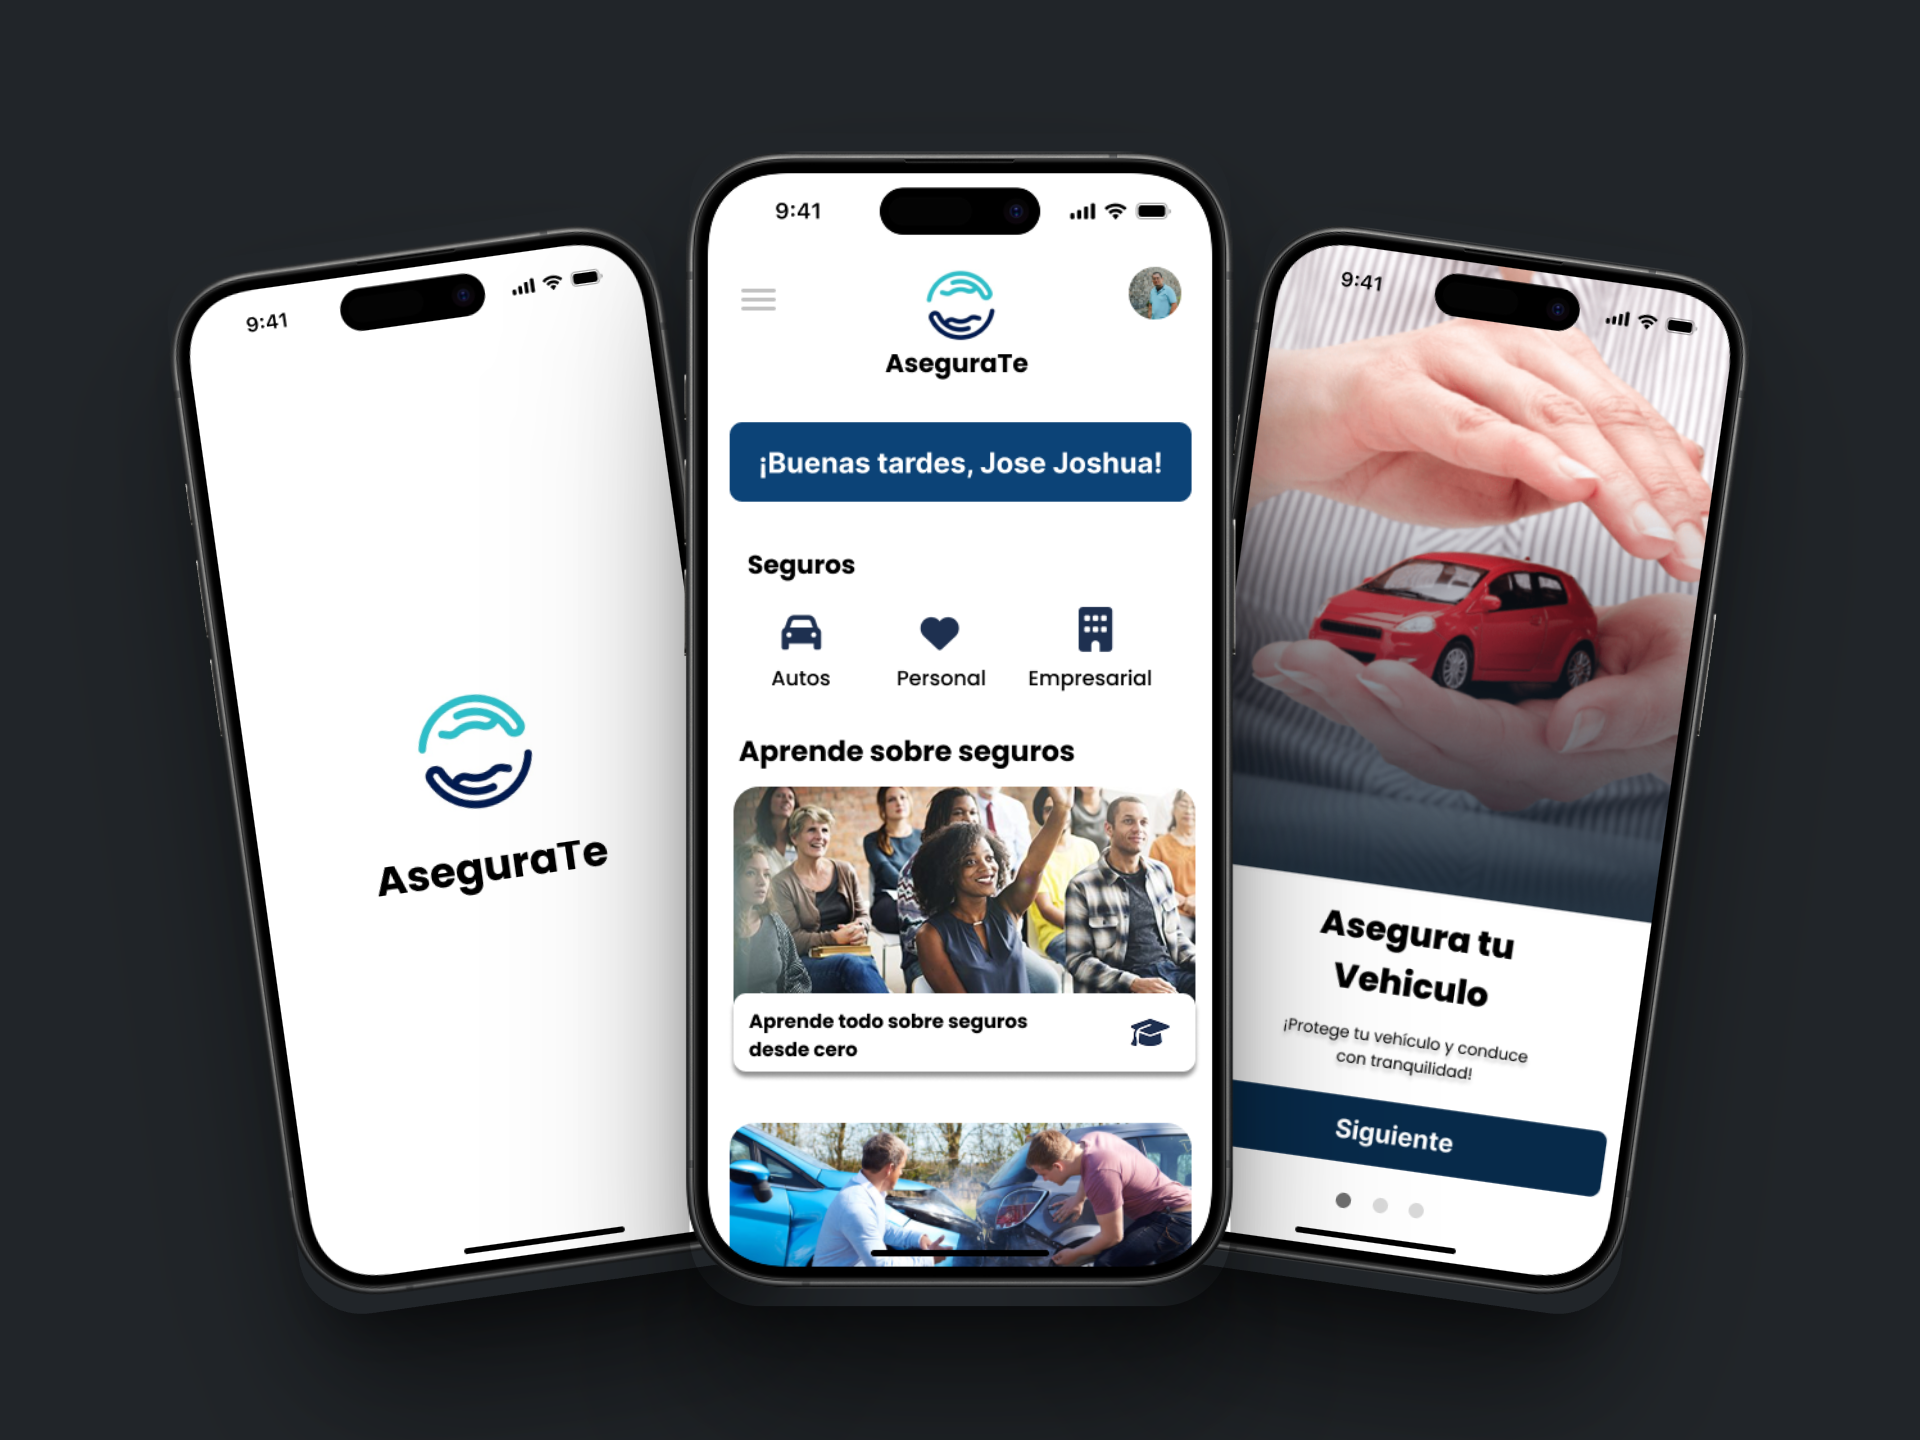 9:41
AseguraTe
9:41
AseguraTe
¡Buenas tardes, Jose Joshua!
Seguros
Autos
Personal
Empresarial
Aprende sobre seguros
Aprende todo sobre seguros
desde cero
9:41
Asegura tu
Vehiculo
¡Protege tu vehículo y conduce
con tranquilidad!
Siguiente